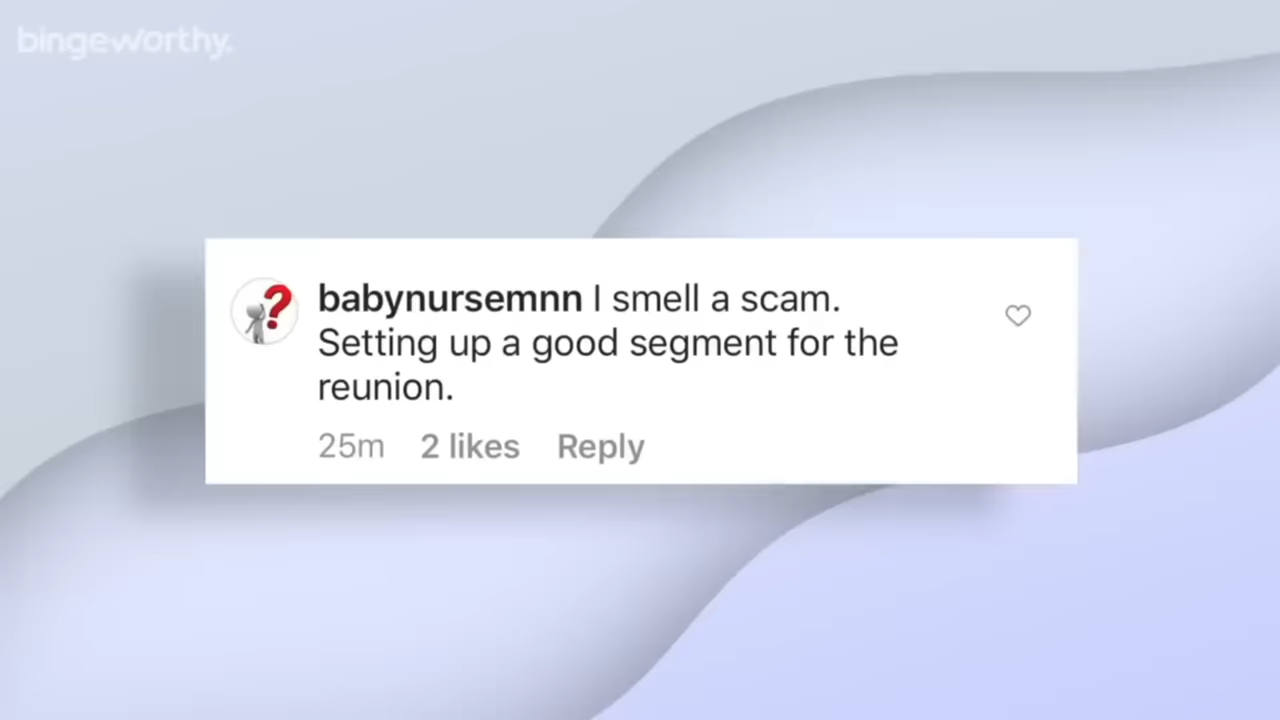 bingeworthy.
babynursemnn I smell a scam.
Setting up a good segment for the
reunion.
25m 2 likes Reply